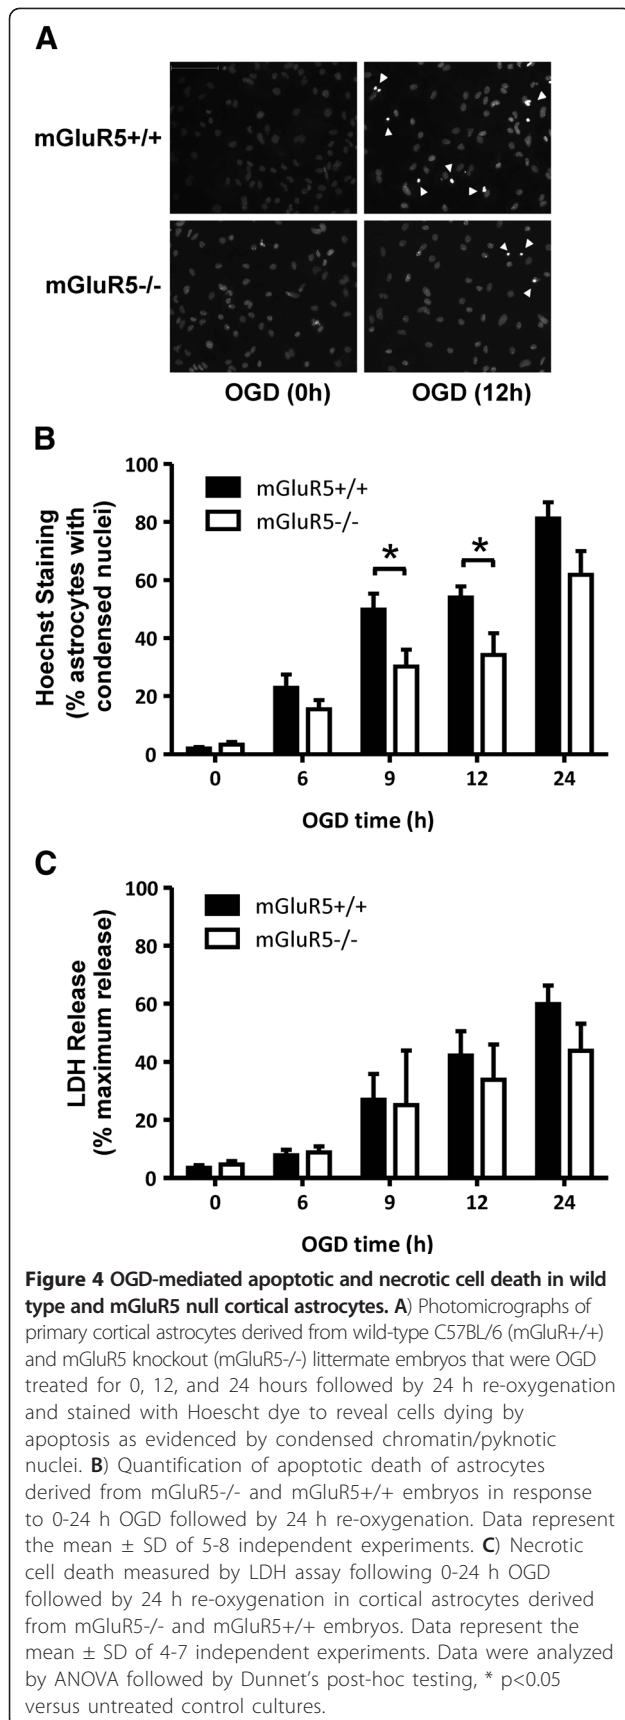 A
mGluR5+/+
mGluR5-/-
OGD (0h) OGD (12h)
B
Hoechst Staining
(% astrocytes with
condensed nuclei)
100
80
60
40
20
0
mGluR5+/+
mGluR5-/-
* *
0 6 9 12 24
OGD time (h)
C
LDH Release
(% maximum release)
100
80
60
40
20
0
mGluR5+/+
mGluR5-/-
0 6 9 12 24
OGD time (h)
Figure 4 OGD-mediated apoptotic and necrotic cell death in wild
type and mGluR5 null cortical astrocytes. A) Photomicrographs of
primary cortical astrocytes derived from wild-type C57BL/6 (mGluR+/+)
and mGluR5 knockout (mGluR5-/-) littermate embryos that were OGD
treated for 0, 12, and 24 hours followed by 24 h re-oxygenation
and stained with Hoescht dye to reveal cells dying by
apoptosis as evidenced by condensed chromatin/pyknotic
nuclei. B) Quantification of apoptotic death of astrocytes
derived from mGluR5-/- and mGluR5+/+ embryos in response
to 0-24 h OGD followed by 24 h re-oxygenation. Data represent
the mean ± SD of 5-8 independent experiments. C) Necrotic
cell death measured by LDH assay following 0-24 h OGD
followed by 24 h re-oxygenation in cortical astrocytes derived
from mGluR5-/- and mGluR5+/+ embryos. Data represent the
mean ± SD of 4-7 independent experiments. Data were analyzed
by ANOVA followed by Dunnet's post-hoc testing, * p<0.05
versus untreated control cultures.